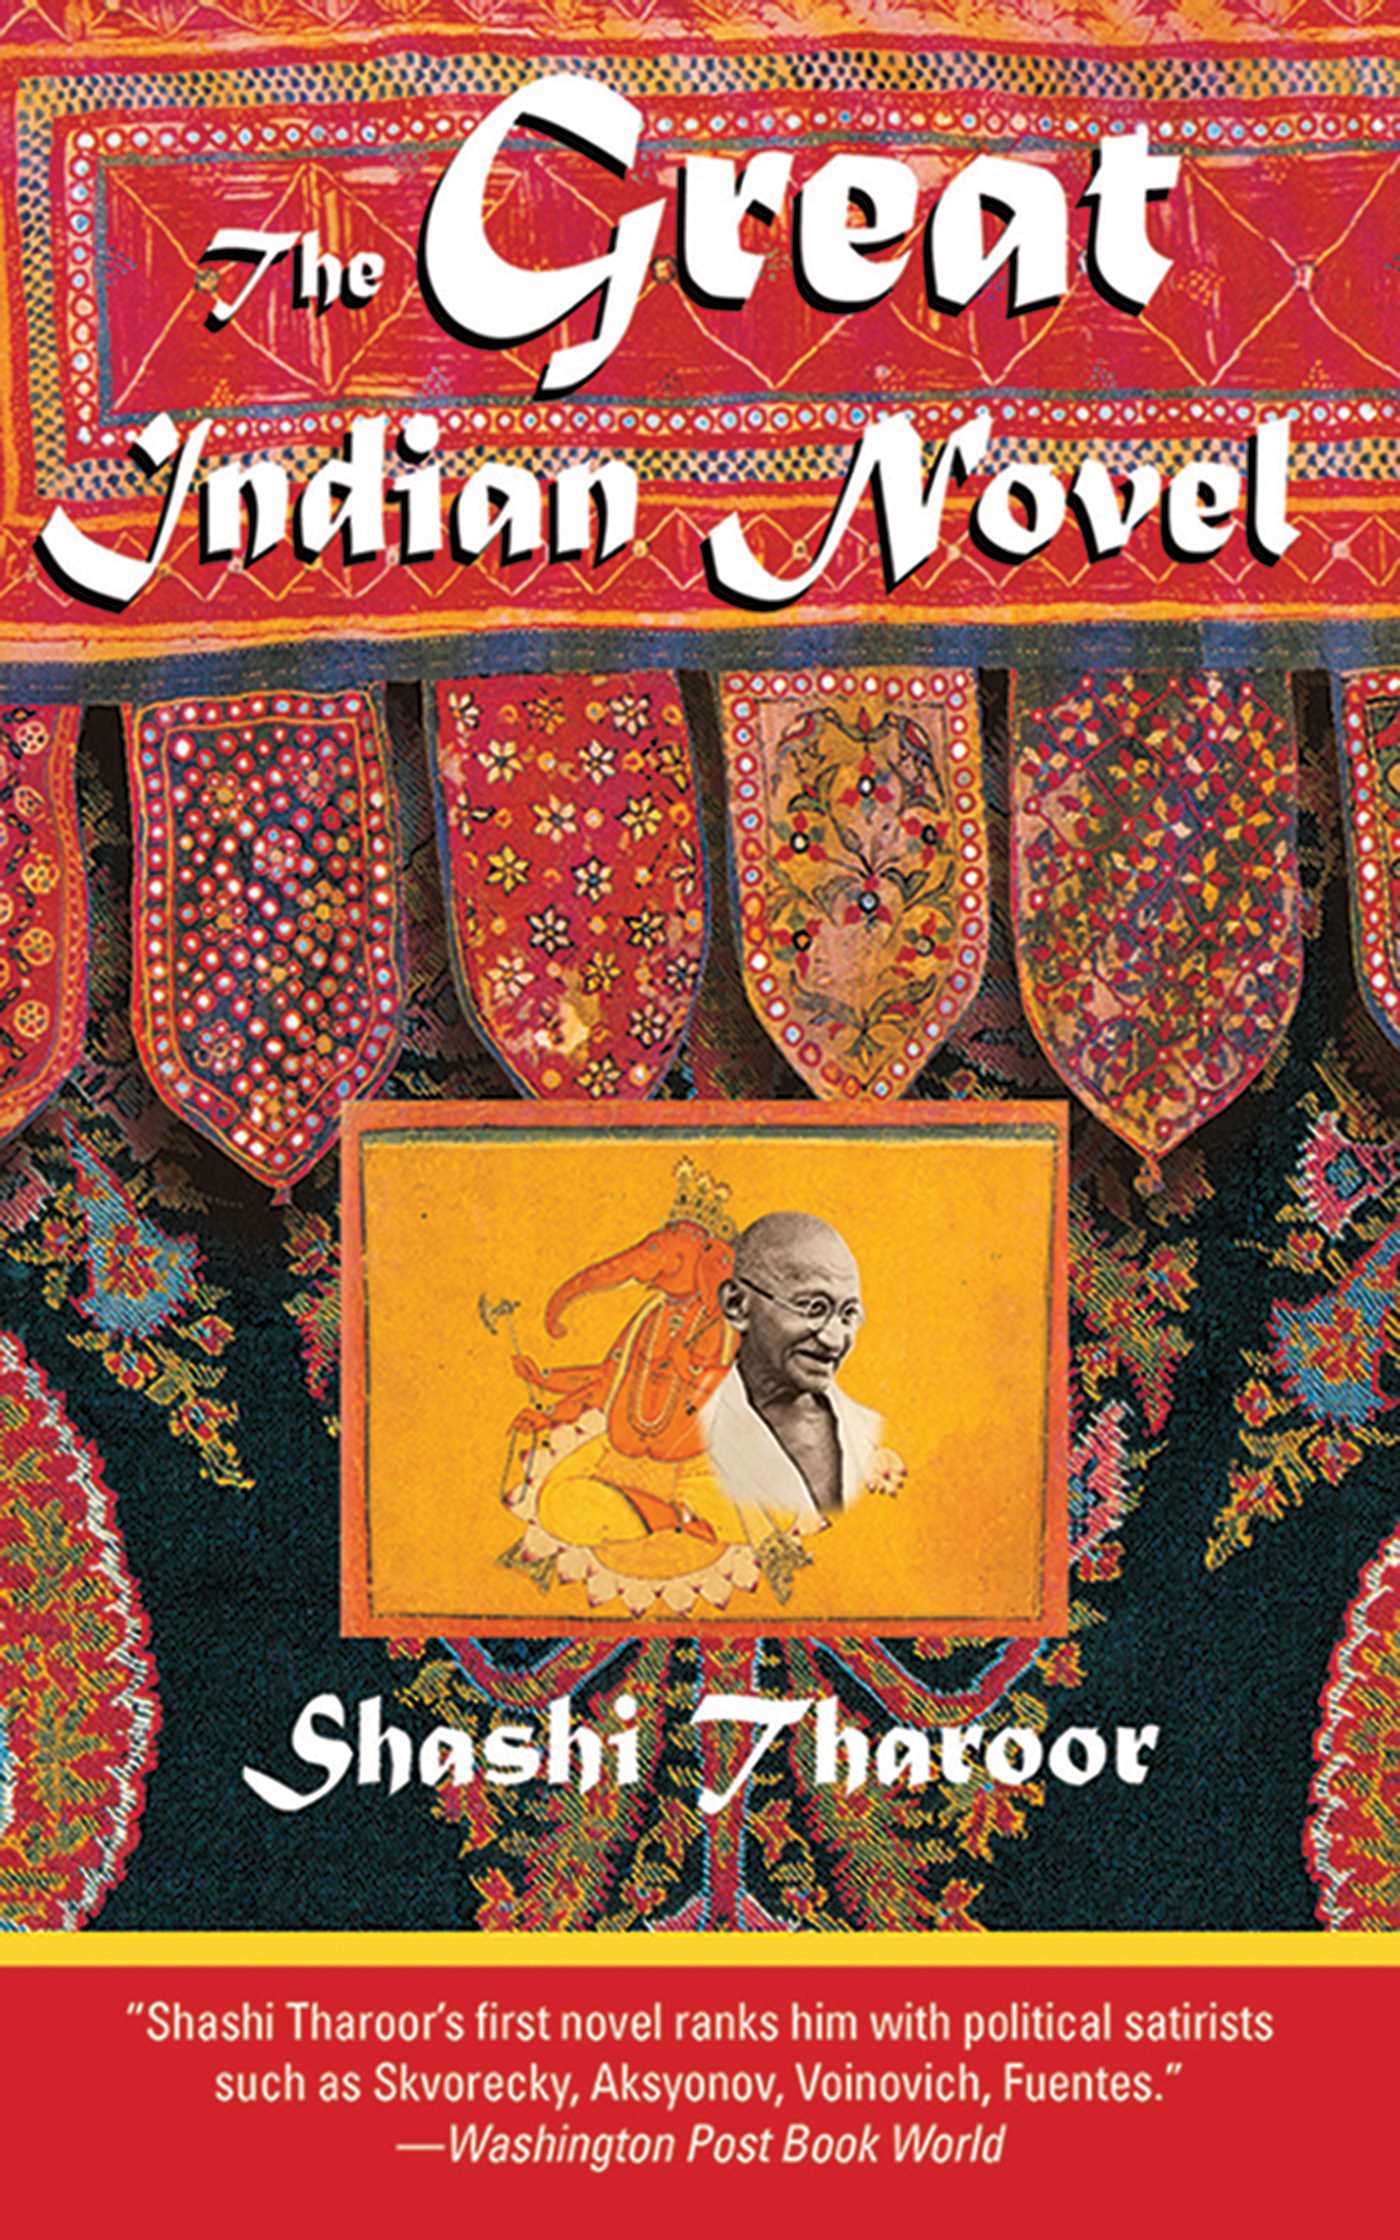 The Great
Indian Novel
Shashi Tharoor
“Shashi Tharoor’s first novel ranks him with political satirists
such as Skvorecky, Aksyonov, Voinovich, Fuentes.”
—Washington Post Book World